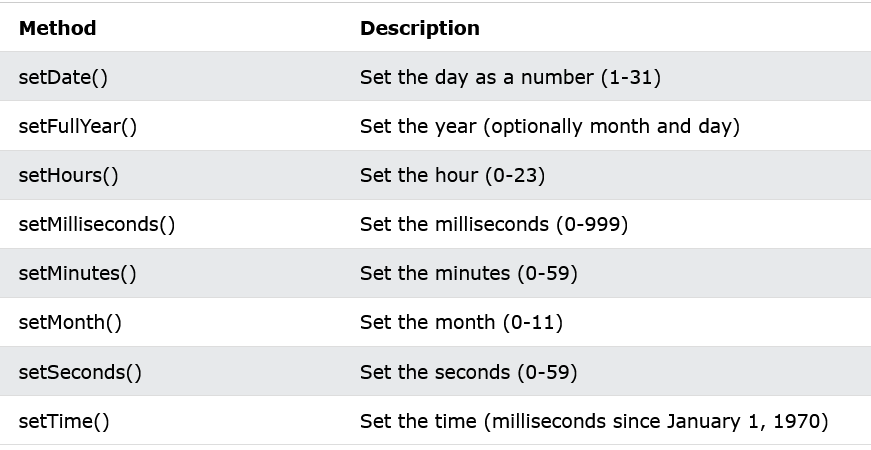 Method Description
setDate() Set the day as a number (1-31)
setFullYear() Set the year (optionally month and day)
setHours() Set the hour (0-23)
setMilliseconds() Set the milliseconds (0-999)
setMinutes() Set the minutes (0-59)
setMonth() Set the month (0-11)
setSeconds() Set the seconds (0-59)
setTime() Set the time (milliseconds since January 1, 1970)